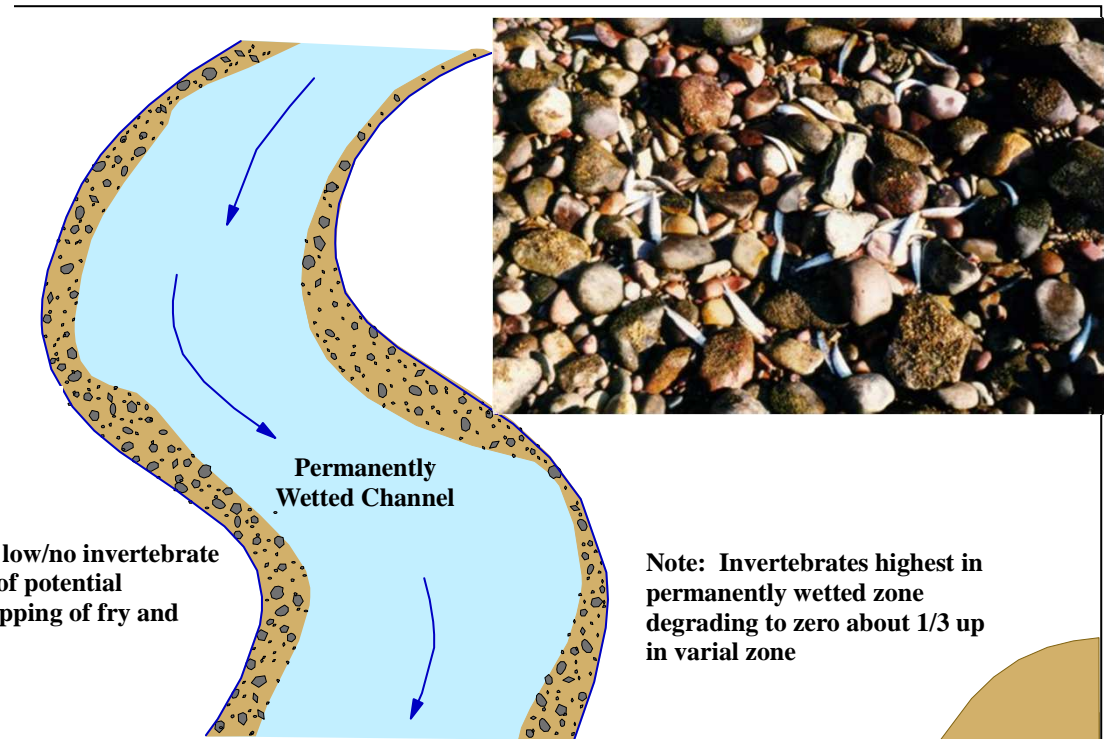 Permanently
Wetted Channel
low/no invertebrate
of potential
pping of fry and
Note: Invertebrates highest in
permanently wetted zone
degrading to zero about 1/3 up
in varial zone